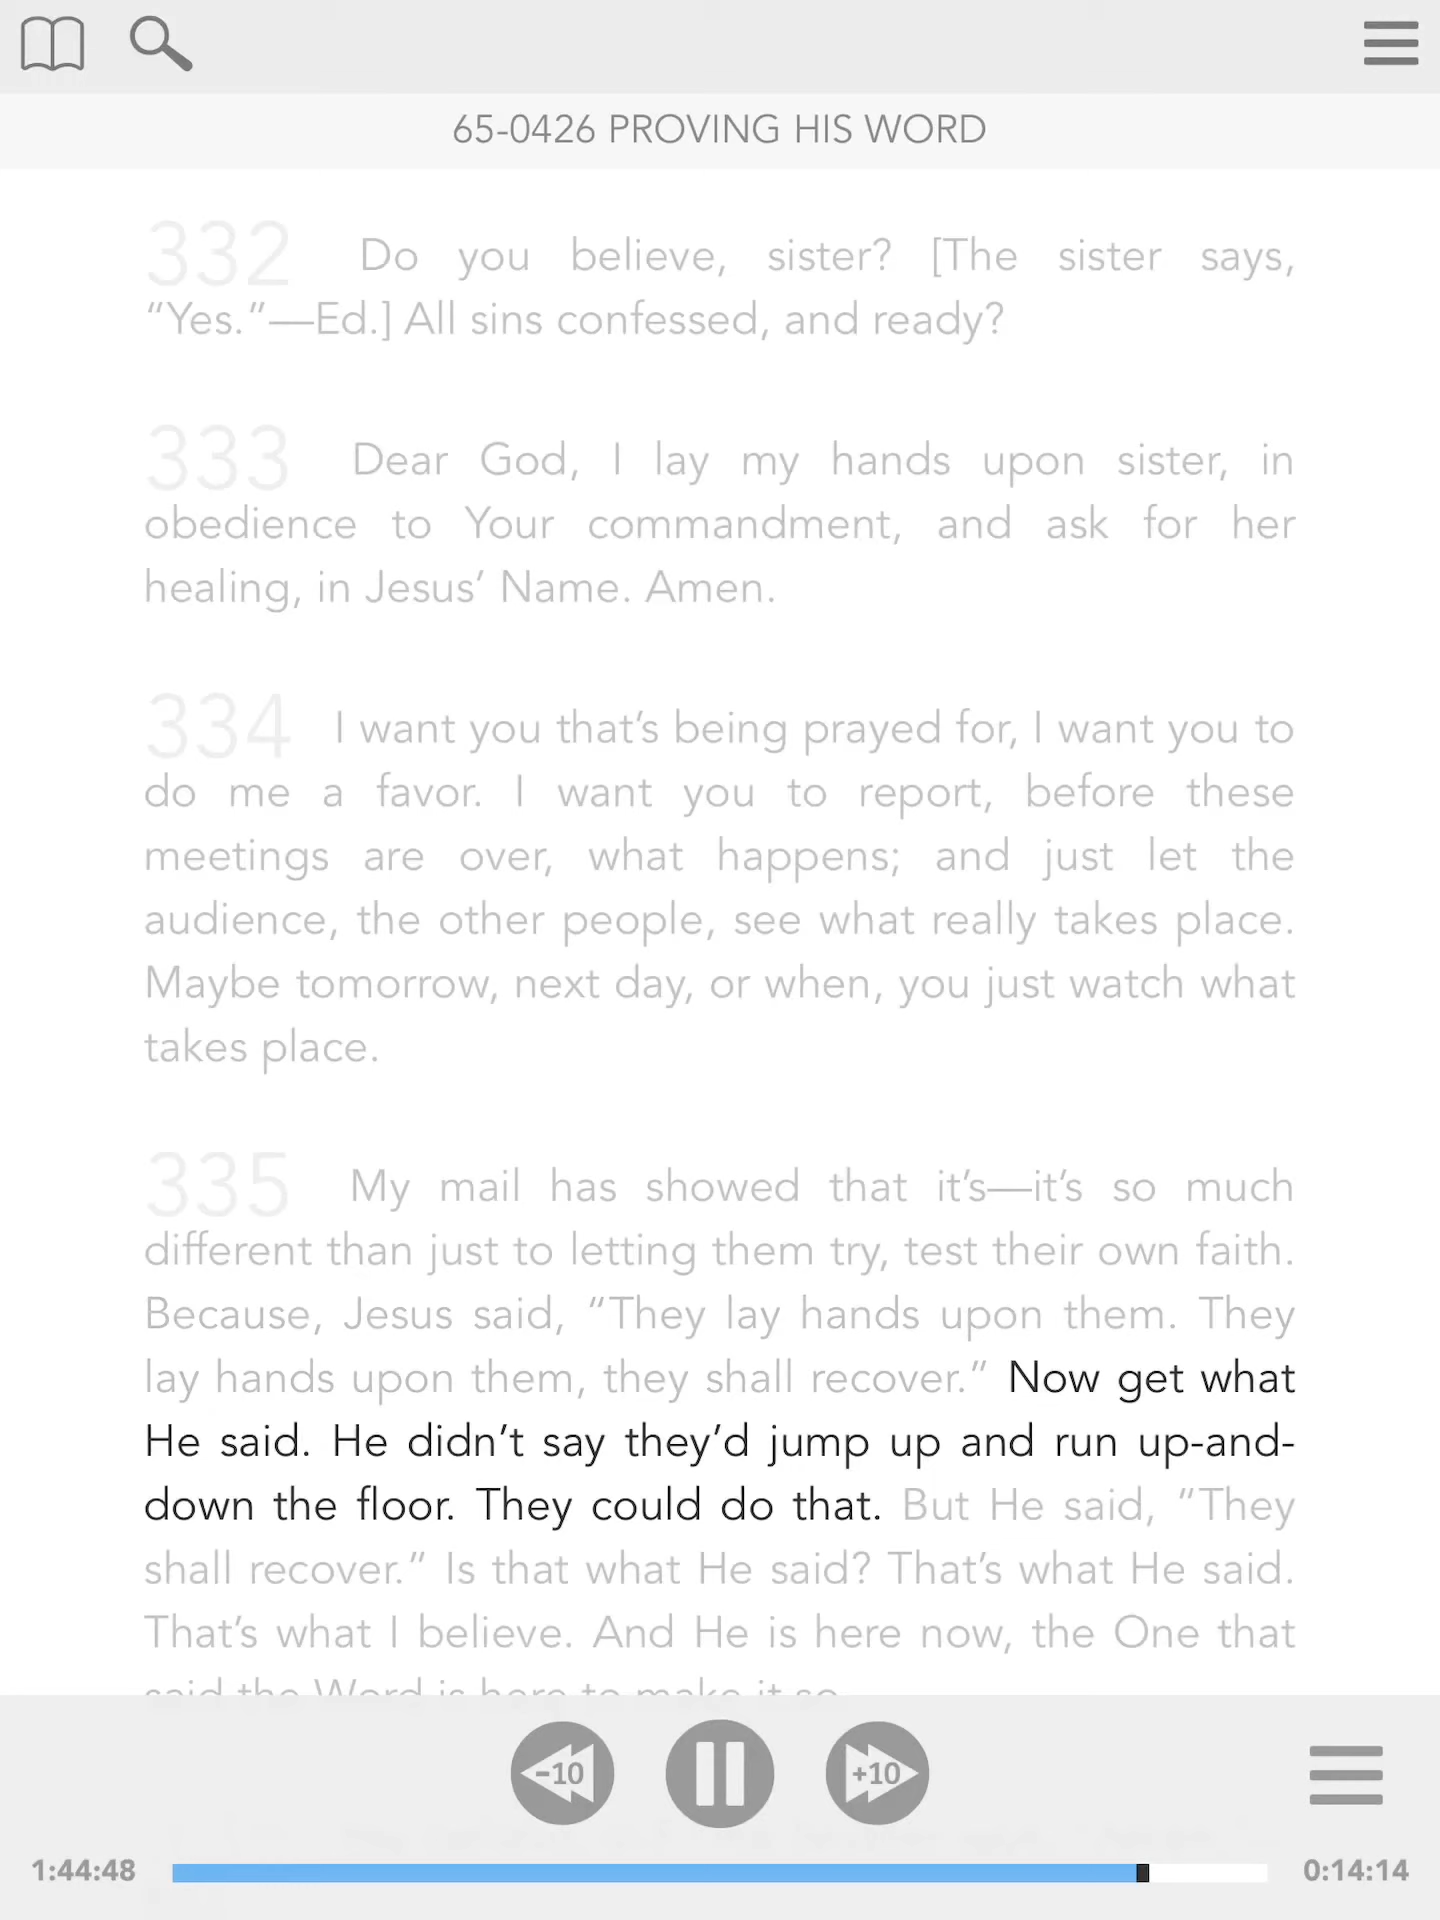 65-0426 PROVING HIS WORD
332 Do you believe, sister? [The sister says,
“Yes.”—Ed.] All sins confessed, and ready?
333 Dear God, I lay my hands upon sister, in
obedience to Your commandment, and ask for her
healing, in Jesus’ Name. Amen.
334 I want you that’s being prayed for, I want you to
do me a favor. I want you to report, before these
meetings are over, what happens; and just let the
audience, the other people, see what really takes place.
Maybe tomorrow, next day, or when, you just watch what
takes place.
335 My mail has showed that it’s—it’s so much
different than just to letting them try, test their own faith.
Because, Jesus said, “They lay hands upon them. They
lay hands upon them, they shall recover.” Now get what
He said. He didn’t say they’d jump up and run up-and-
down the floor. They could do that. But He said, “They
shall recover.” Is that what He said? That’s what He said.
That’s what I believe. And He is here now, the One that
said the Word is here to make it so.
-10
+10
1:44:48
0:14:14